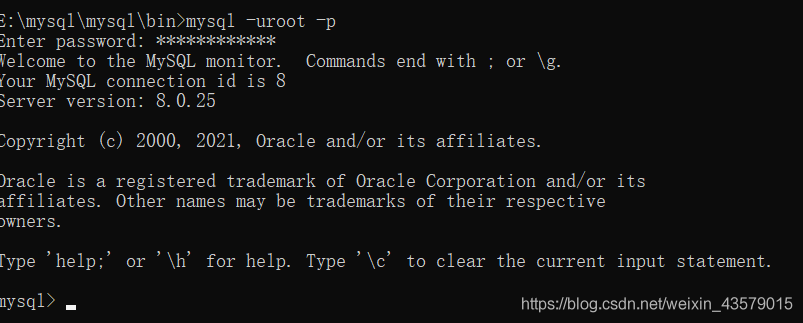 E:\mysql\mysql\bin>mysql -uroot -p
Enter password: ************
Welcome to the MySQL monitor.  Commands end with ; or \g.
Your MySQL connection id is 8
Server version: 8.0.25
Copyright (c) 2000, 2021, Oracle and/or its affiliates.
Oracle is a registered trademark of Oracle Corporation and/or its
affiliates. Other names may be trademarks of their respective
owners.
Type 'help;' or '\h' for help. Type '\c' to clear the current input statement.
mysql> _
https://blog.csdn.net/weixin_43579015